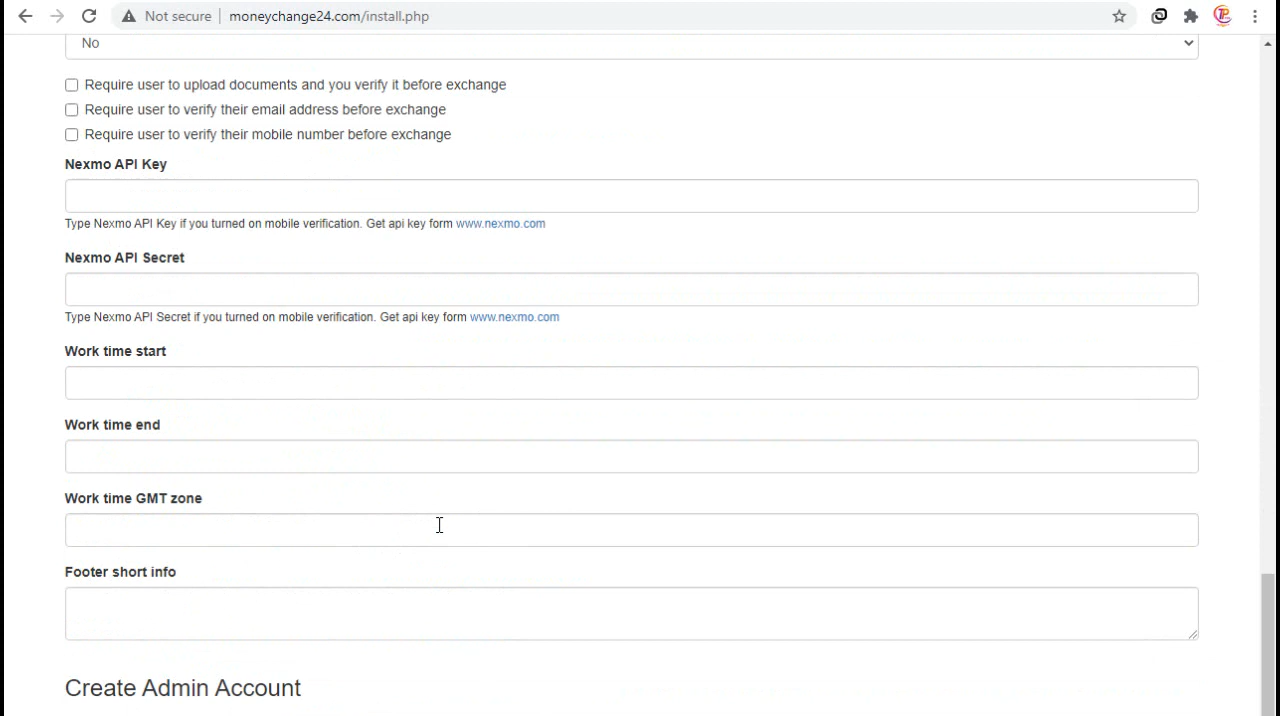 Not secure
moneychange24.com/install.php
No
Require user to upload documents and you verify it before exchange
Require user to verify their email address before exchange
Require user to verify their mobile number before exchange
Nexmo API Key
Type Nexmo API Key if you turned on mobile verification. Get api key form www.nexmo.com
Nexmo API Secret
Type Nexmo API Secret if you turned on mobile verification. Get api key form www.nexmo.com
Work time start
Work time end
Work time GMT zone
Footer short info
Create Admin Account